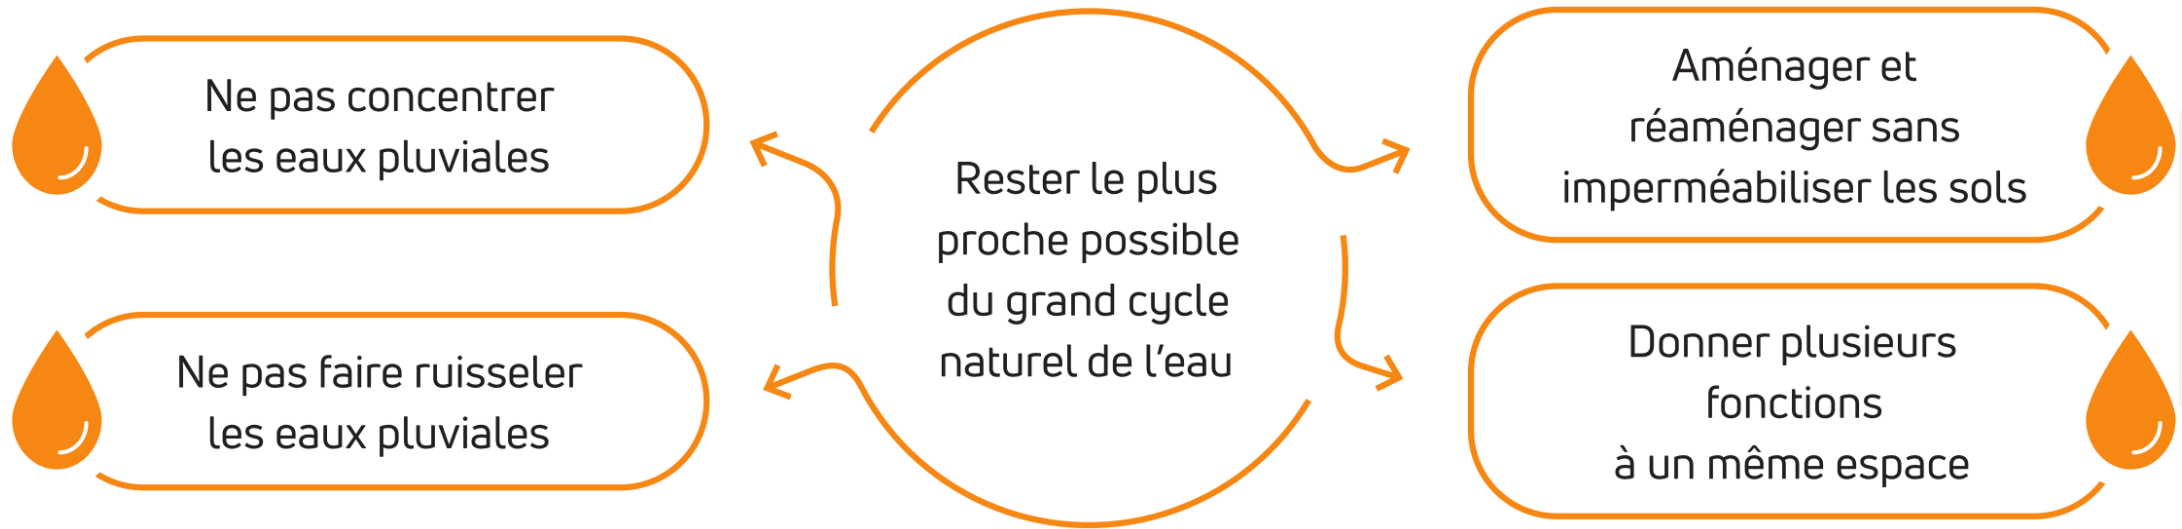 Ne pas concentrer
les eaux pluviales
Ne pas faire ruisseler
les eaux pluviales
Rester le plus
proche possible
du grand cycle
naturel de l’eau
Aménager et
réaménager sans
imperméabiliser les sols
Donner plusieurs
fonctions
à un même espace